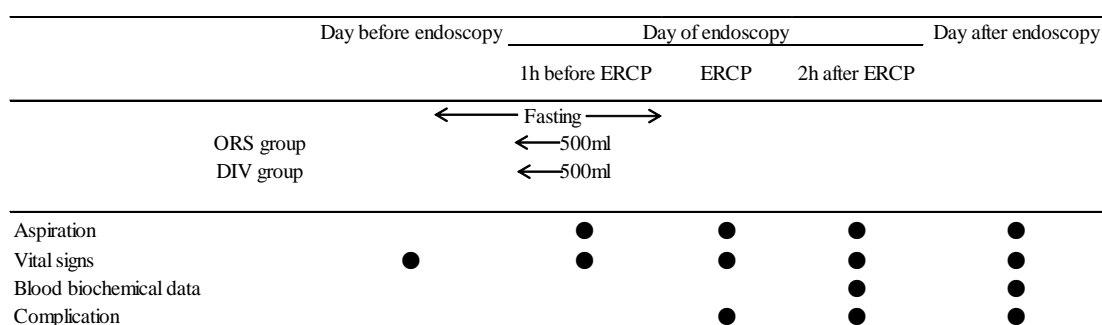 Day before endoscopy Day of endoscopy Day after endoscopy
1h before ERCP ERCP 2h after ERCP
Fasting
ORS group 500ml
DIV group 500ml
Aspiration ● ● ● ●
Vital signs ● ● ● ● ●
Blood biochemical data ● ●
Complication ● ● ●